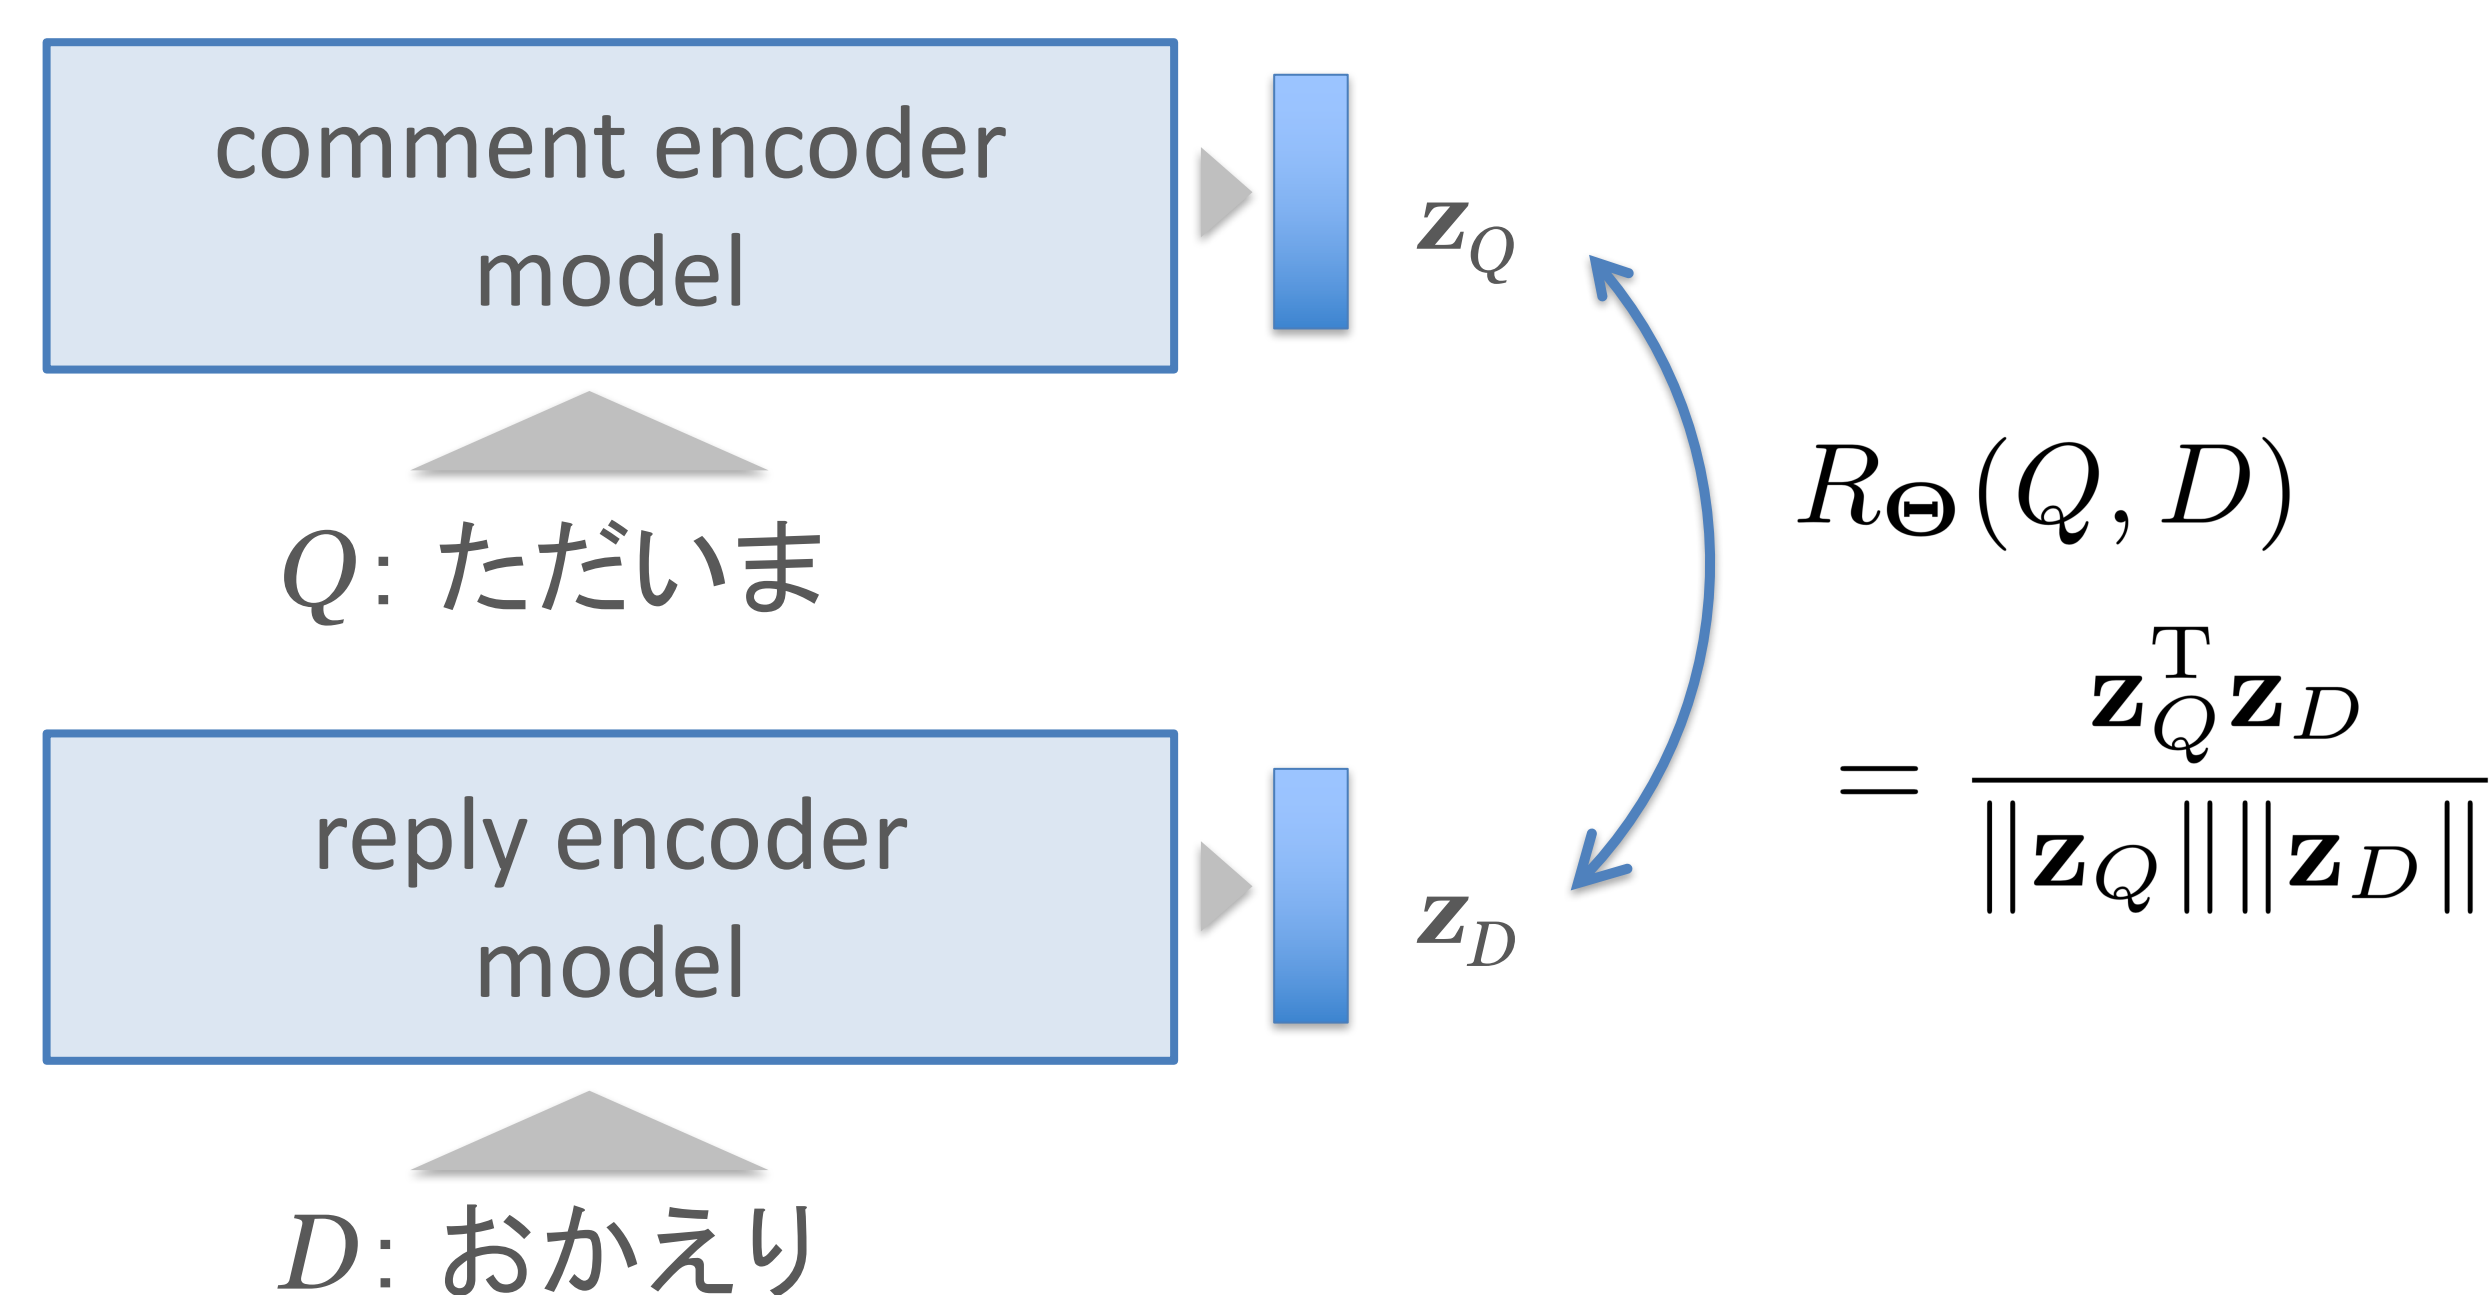 comment encoder
model
z_Q
Q: ただいま
R_Θ(Q, D)
= \frac{z_Q^T z_D}{\|z_Q\| \|z_D\|}
reply encoder
model
z_D
D: おかえり